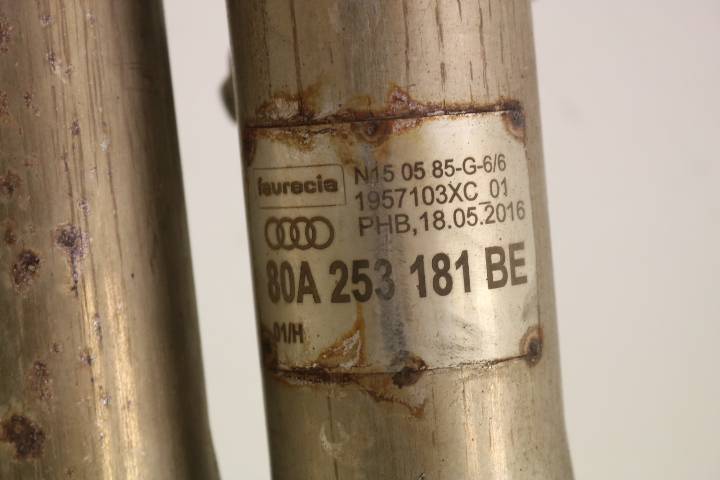 faurecia
N15 05 85-G-6/6
1957103XC_01
PHB,18.05.2016
80A 253 181 BE
01/H